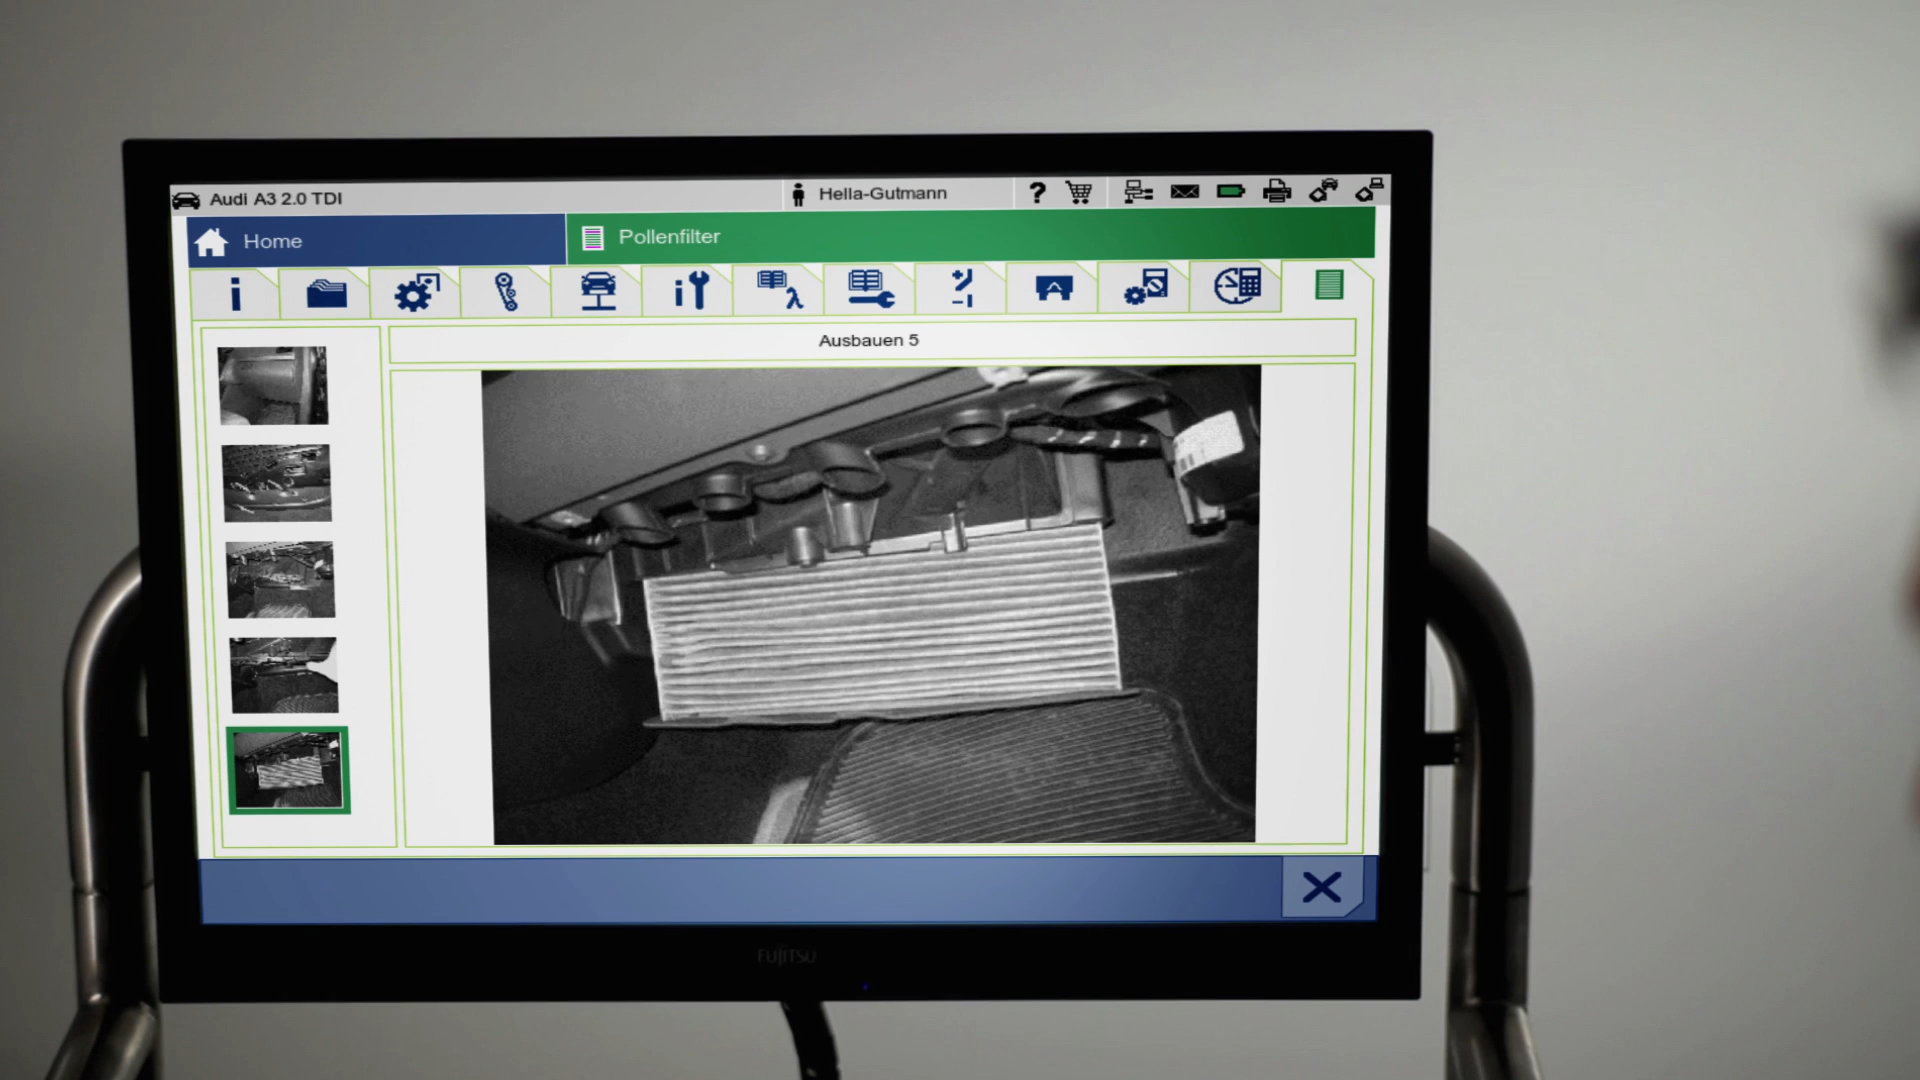 Audi A3 2.0 TDI
Hella-Gutmann
?
Home
Pollenfilter
Ausbauen 5
FUJITSU